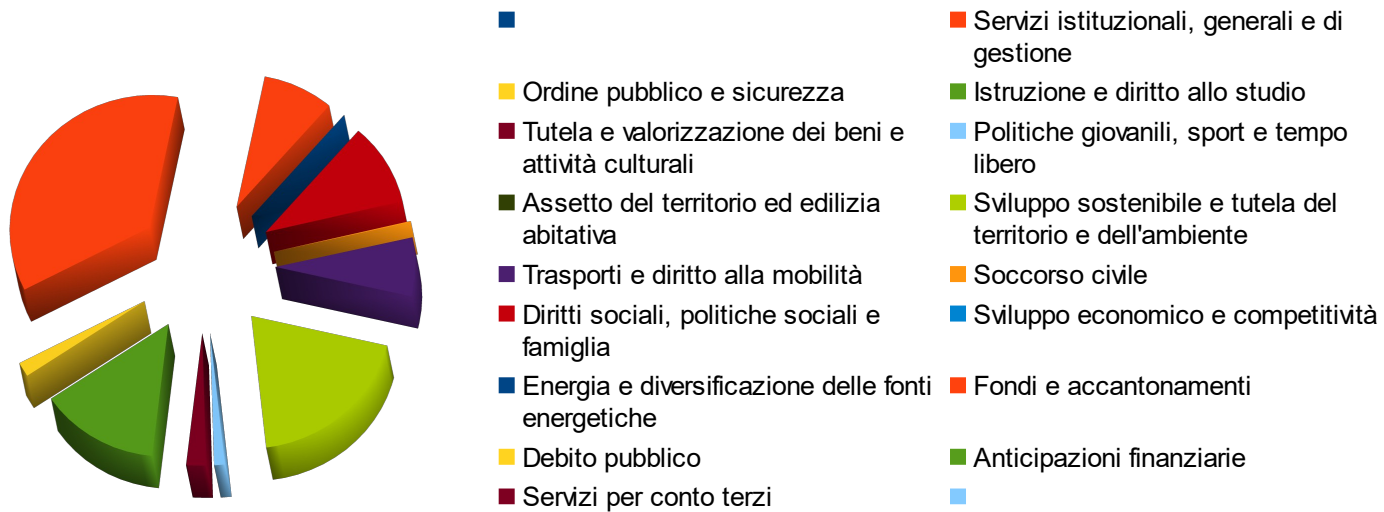 Servizi istituzionali, generali e di
gestione
Ordine pubblico e sicurezza
Istruzione e diritto allo studio
Tutela e valorizzazione dei beni e
attività culturali
Politiche giovanili, sport e tempo
libero
Assetto del territorio ed edilizia
abitativa
Sviluppo sostenibile e tutela del
territorio e dell'ambiente
Trasporti e diritto alla mobilità
Soccorso civile
Diritti sociali, politiche sociali e
famiglia
Sviluppo economico e competitività
Energia e diversificazione delle fonti
energetiche
Fondi e accantonamenti
Debito pubblico
Anticipazioni finanziarie
Servizi per conto terzi